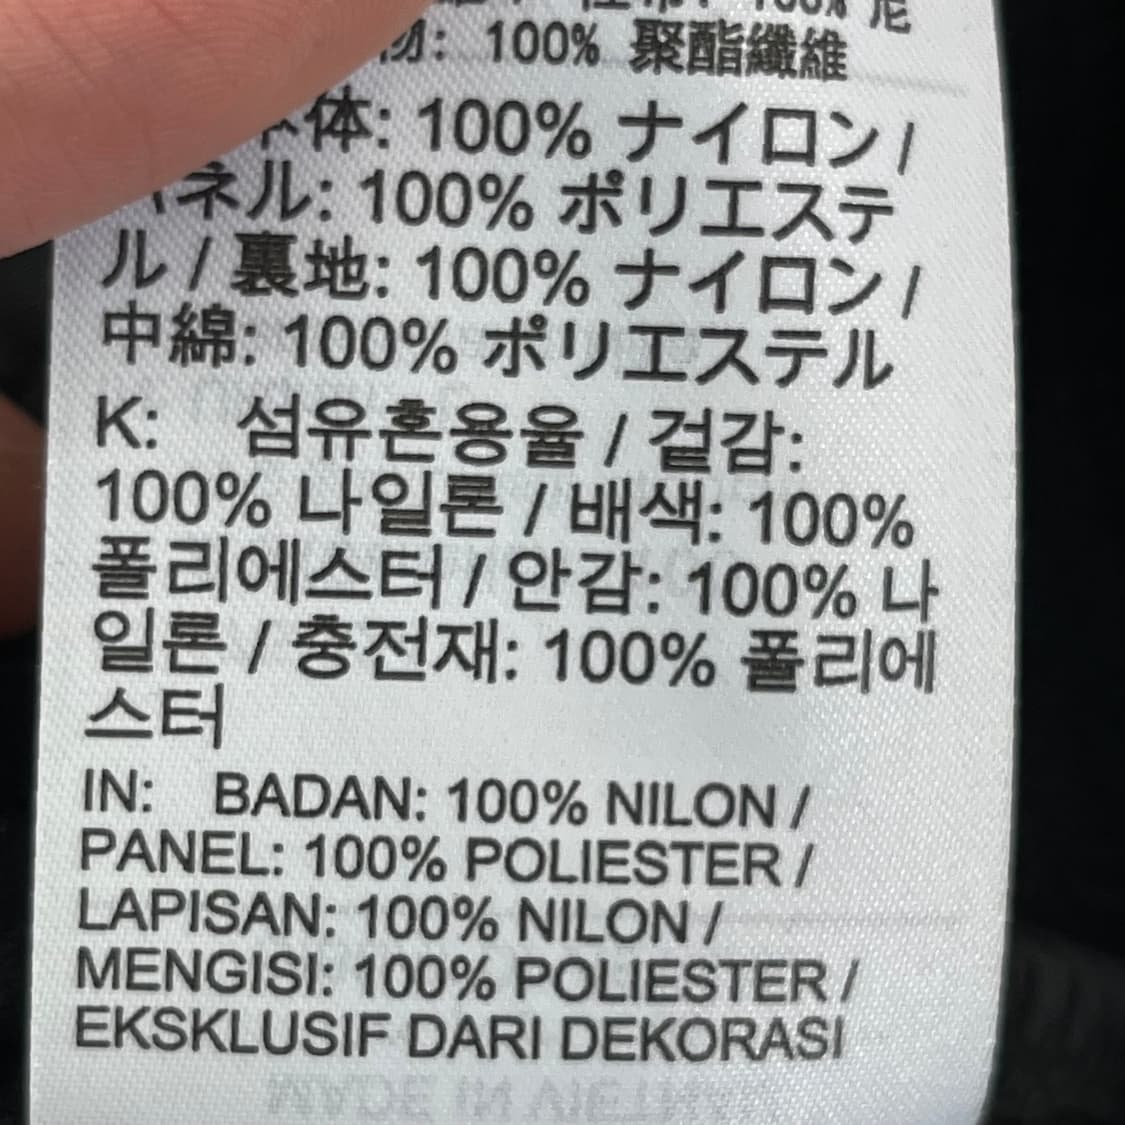 100% 尼
物: 100% 聚酯纖維
本体: 100% ナイロン /
パネル: 100% ポリエステ
ル / 裏地: 100% ナイロン /
中綿: 100% ポリエステル
K: 섬유혼용율 / 겉감:
100% 나일론 / 배색: 100%
폴리에스터 / 안감: 100% 나
일론 / 충전재: 100% 폴리에
스터
IN: BADAN: 100% NILON /
PANEL: 100% POLIESTER /
LAPISAN: 100% NILON /
MENGISI: 100% POLIESTER /
EKSKLUSIF DARI DEKORASI